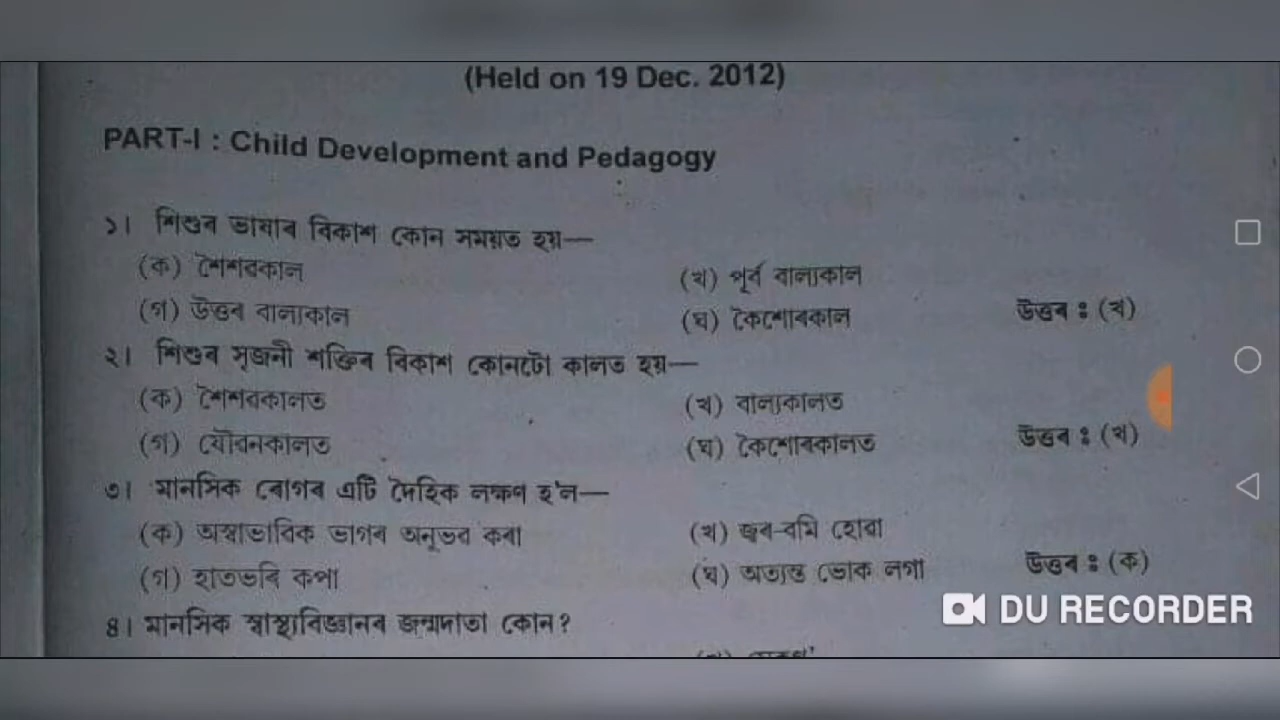 (Held on 19 Dec. 2012)
PART-I : Child Development and Pedagogy
১। শিশুৰ ভাষাৰ বিকাশ কোন সময়ত হয়—
(ক) শৈশৱকাল (খ) পূৰ্ব বাল্যকাল
(গ) উত্তৰ বাল্যকাল (ঘ) কৈশোৰকাল উত্তৰ : (খ)
২। শিশুৰ সৃজনী শক্তিৰ বিকাশ কোনটো কালত হয়—
(ক) শৈশৱকালত (খ) বাল্যকালত
(গ) যৌৱনকালত (ঘ) কৈশোৰকালত উত্তৰ : (খ)
৩। মানসিক ৰোগৰ এটি দৈহিক লক্ষণ হ'ল—
(ক) অস্বাভাবিক ভাগৰ অনুভৱ কৰা (খ) জ্বৰ-বমি হোৱা
(গ) হাতভৰি কঁপা (ঘ) অত্যন্ত ভোক লগা উত্তৰ : (ক)
৪। মানসিক স্বাস্থ্যবিজ্ঞানৰ জন্মদাতা কোন?
DU RECORDER